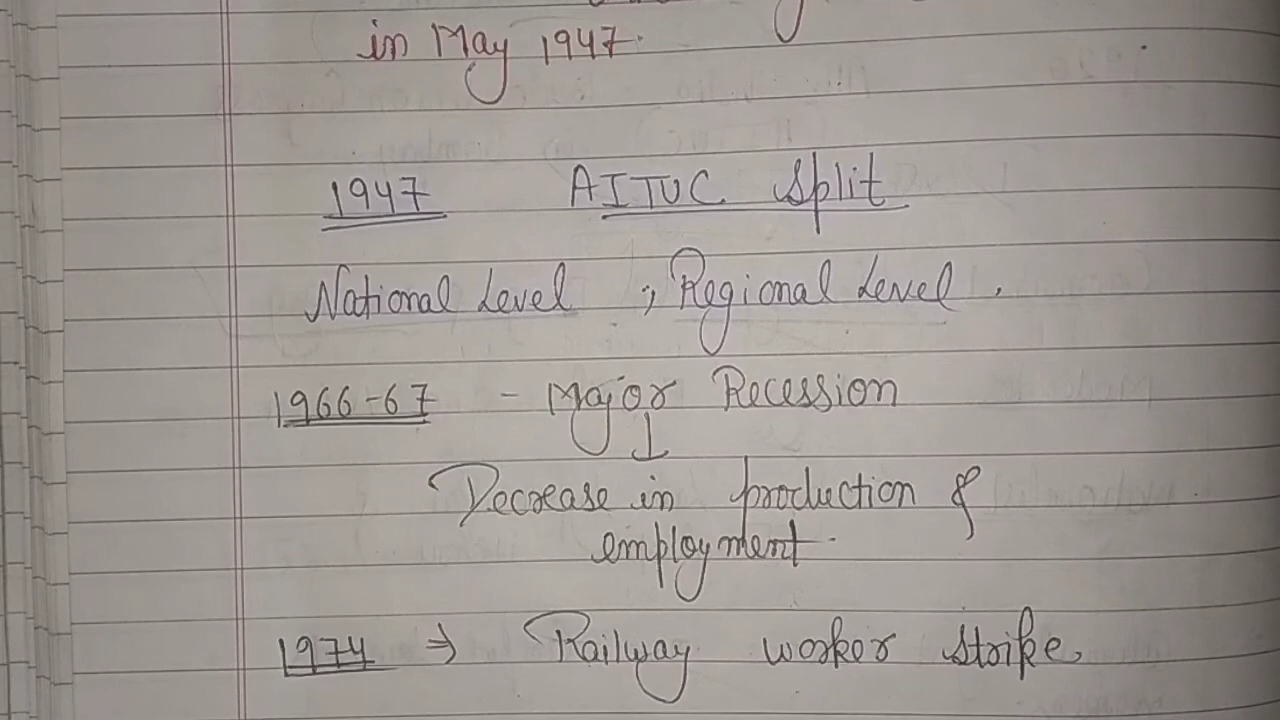 in May 1947.
1947 AITUC Split
National Level , Regional Level .
1966-67 - Major Recession
↓
Decrease in production &
employment.
1974 ⇒ Railway worker strike.